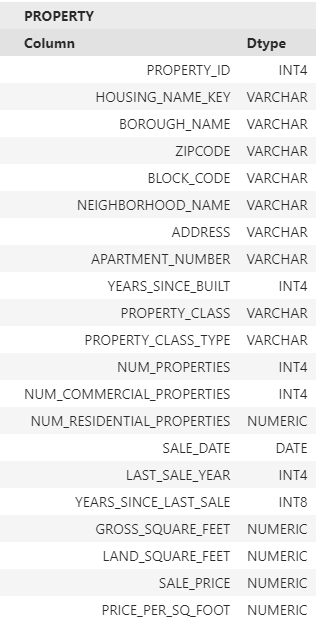 PROPERTY
Column Dtype
PROPERTY_ID INT4
HOUSING_NAME_KEY VARCHAR
BOROUGH_NAME VARCHAR
ZIPCODE VARCHAR
BLOCK_CODE VARCHAR
NEIGHBORHOOD_NAME VARCHAR
ADDRESS VARCHAR
APARTMENT_NUMBER VARCHAR
YEARS_SINCE_BUILT INT4
PROPERTY_CLASS VARCHAR
PROPERTY_CLASS_TYPE VARCHAR
NUM_PROPERTIES INT4
NUM_COMMERCIAL_PROPERTIES INT4
NUM_RESIDENTIAL_PROPERTIES NUMERIC
SALE_DATE DATE
LAST_SALE_YEAR INT4
YEARS_SINCE_LAST_SALE INT8
GROSS_SQUARE_FEET NUMERIC
LAND_SQUARE_FEET NUMERIC
SALE_PRICE NUMERIC
PRICE_PER_SQ_FOOT NUMERIC